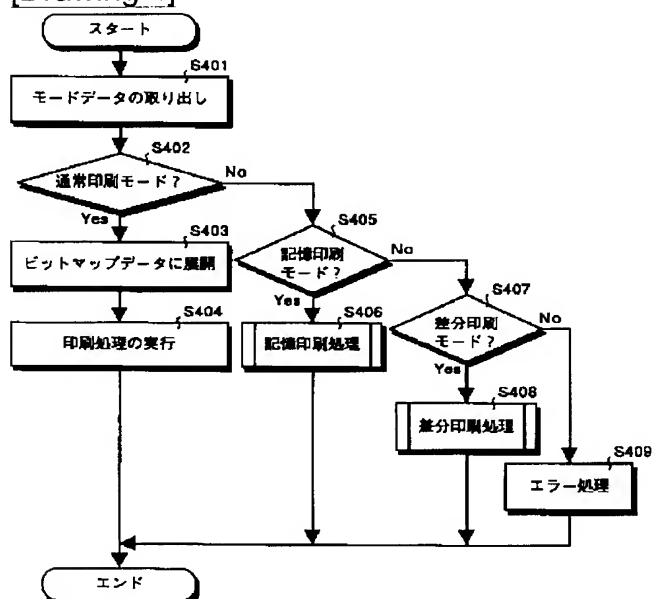 スタート
S401
モードデータの取り出し
S402
通常印刷モード?
No
Yes
S403
ビットマップデータに展開
S404
印刷処理の実行
S405
記憶印刷
モード?
No
Yes
S406
記憶印刷処理
S407
差分印刷
モード?
No
Yes
S408
差分印刷処理
S409
エラー処理
エンド